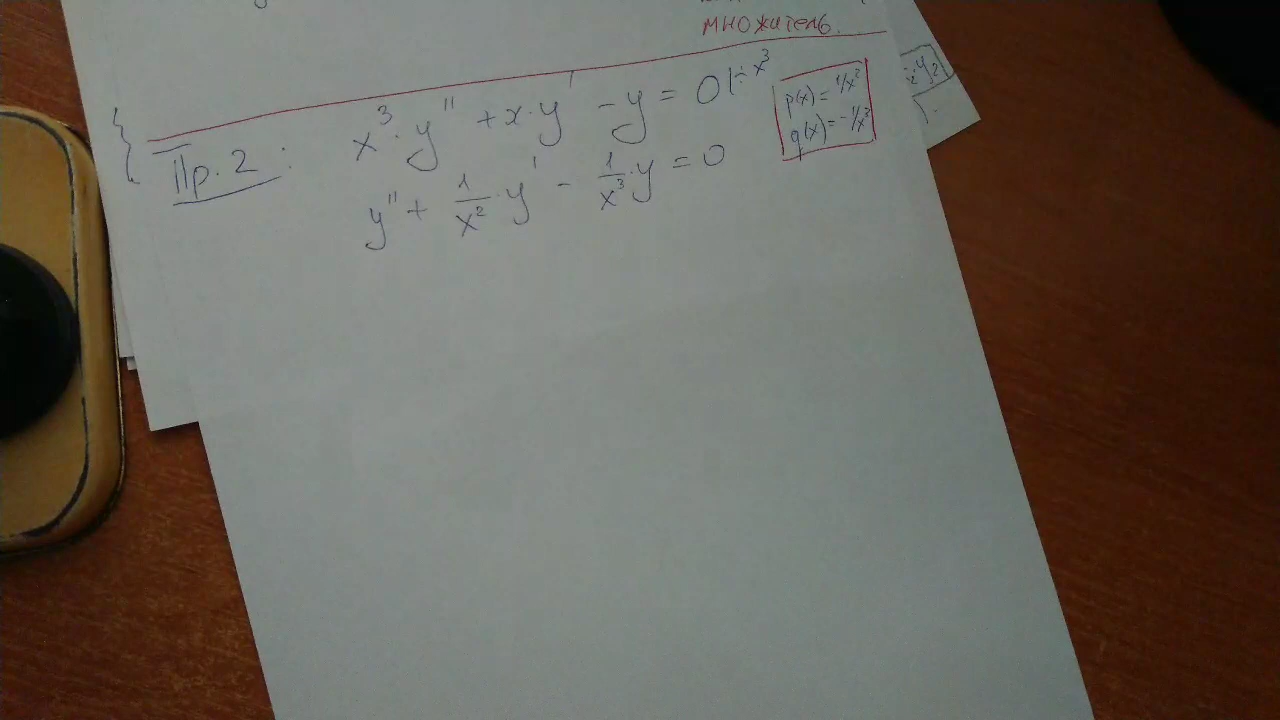 множитель.
Пр. 2 : x³·y'' + x·y' - y = 0 |÷x³
p(x) = 1/x²
q(x) = -1/x³
y'' + 1/x² · y' - 1/x³ · y = 0